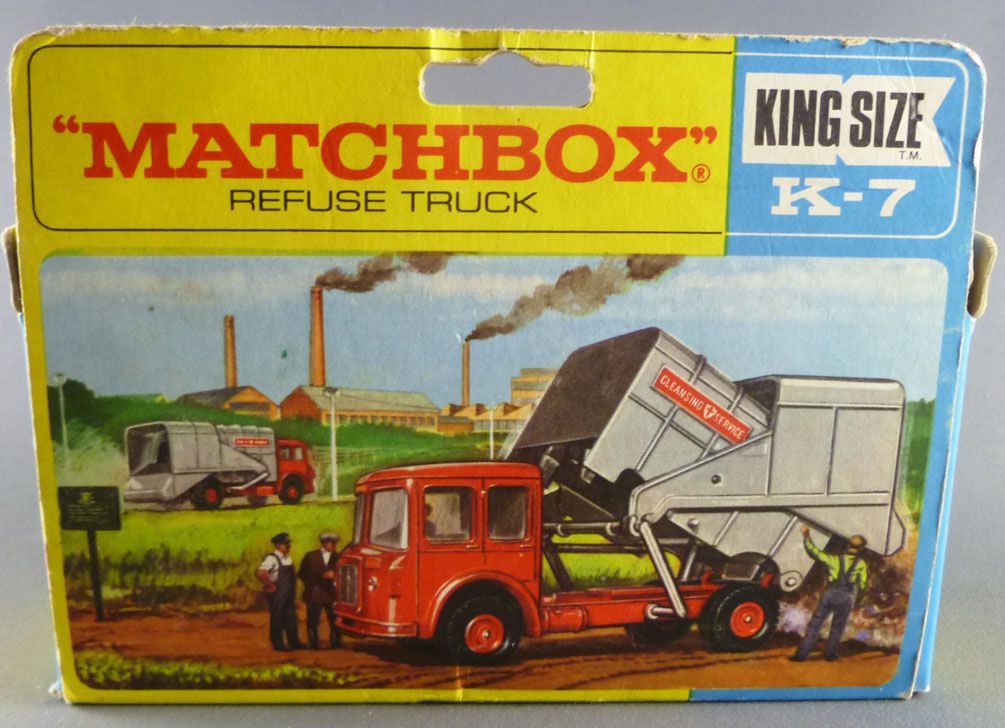 "MATCHBOX"®
REFUSE TRUCK
KING SIZE
T.M.
K-7
CLEANSING SERVICE